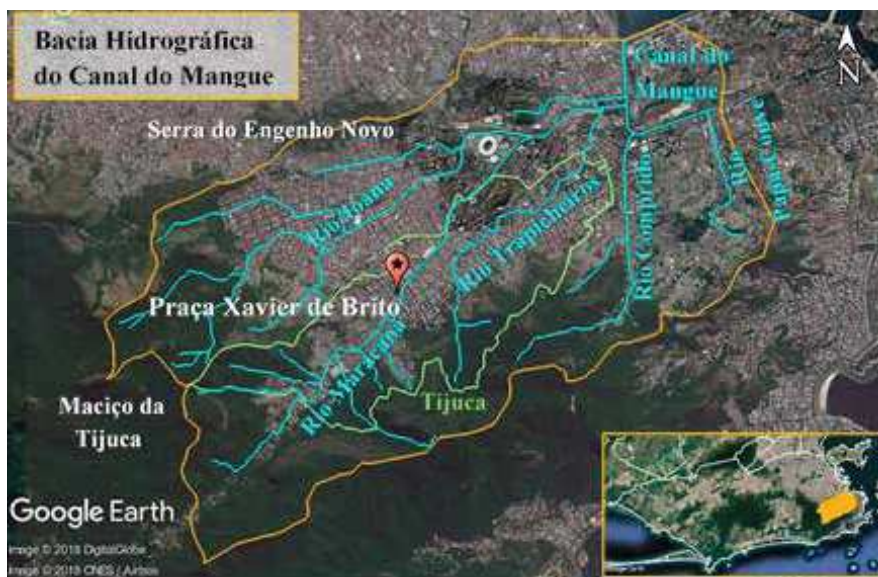 Bacia Hidrográfica
do Canal do Mangue
Canal do
Mangue
N
Serra do Engenho Novo
Rio Joana
Rio Trapicheiros
Rio Comprido
Rio
Papa-Couve
Praça Xavier de Brito
Rio Maracanã
Tijuca
Maciço da
Tijuca
Google Earth
Image © 2018 DigitalGlobe
Image © 2018 CNES / Airbus